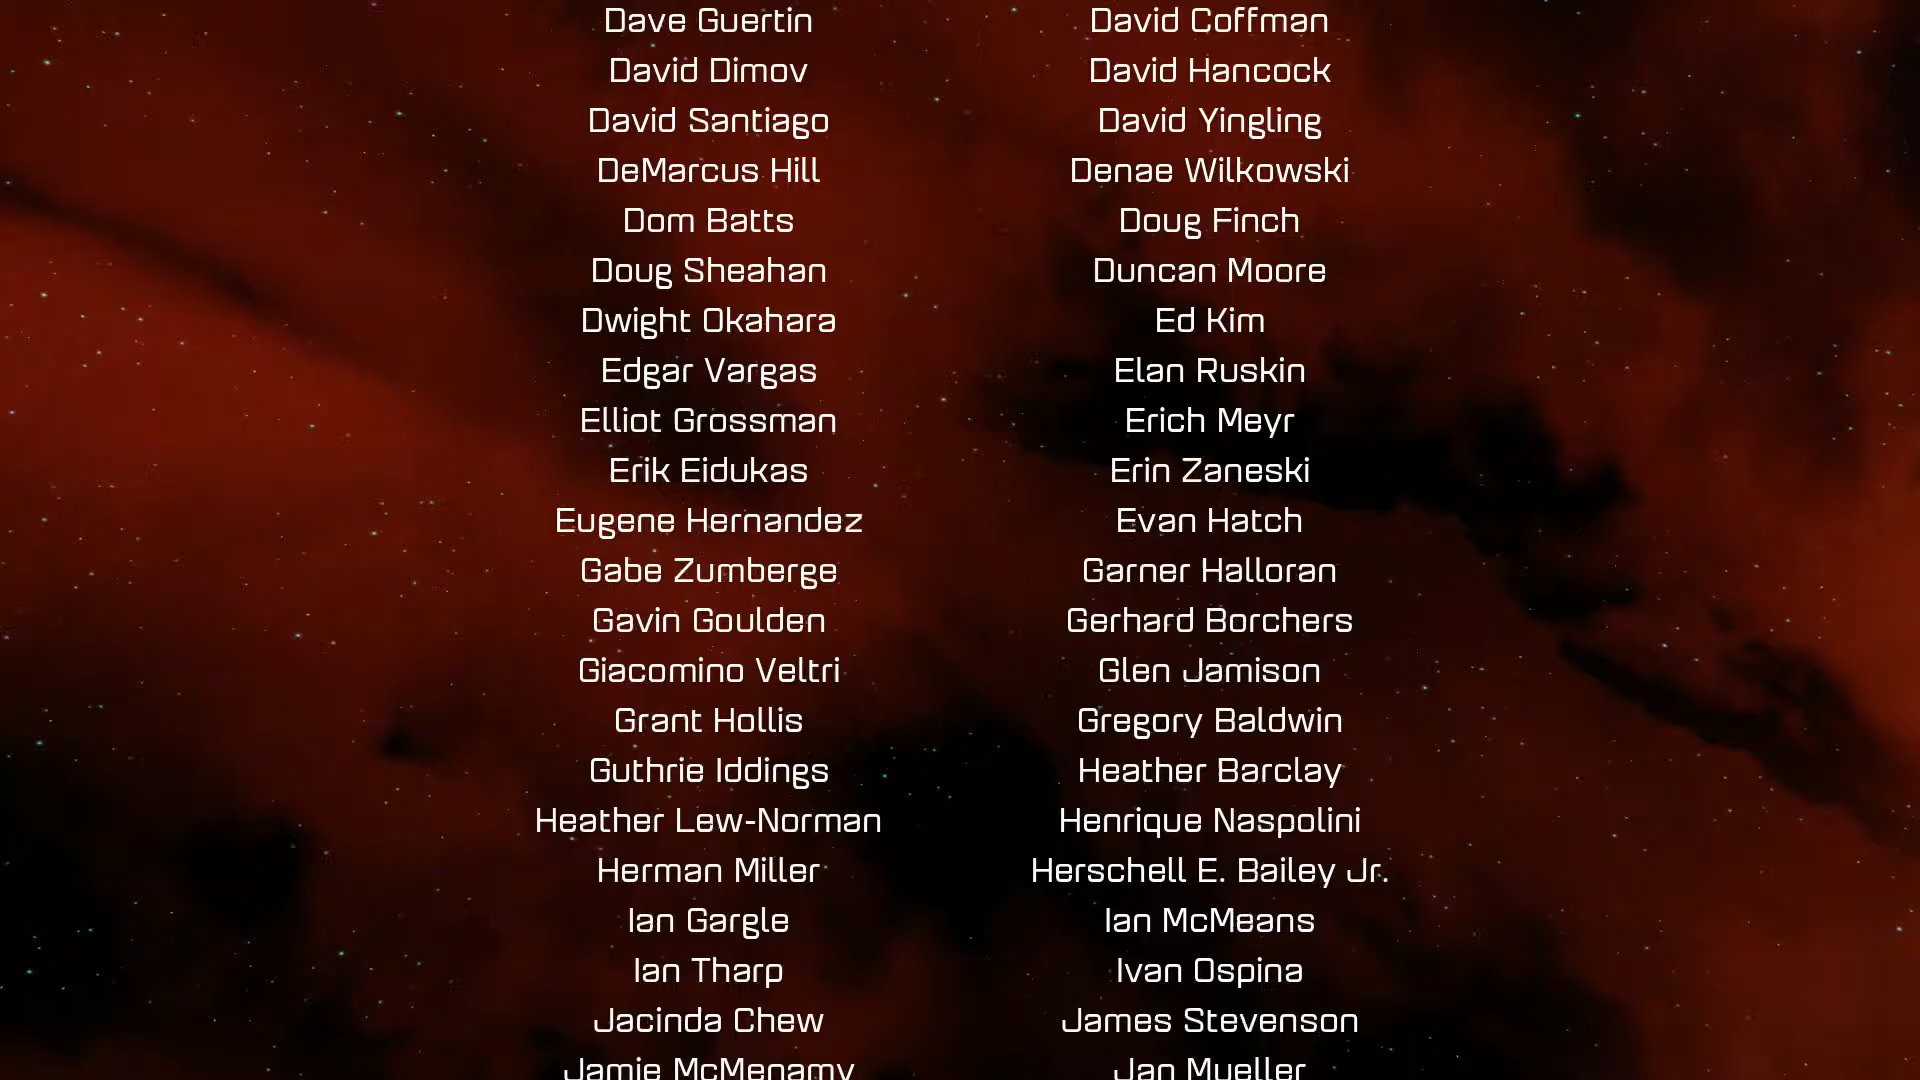 Dave Guertin David Coffman
David Dimov David Hancock
David Santiago David Yingling
DeMarcus Hill Denae Wilkowski
Dom Batts Doug Finch
Doug Sheahan Duncan Moore
Dwight Okahara Ed Kim
Edgar Vargas Elan Ruskin
Elliot Grossman Erich Meyr
Erik Eidukas Erin Zaneski
Eugene Hernandez Evan Hatch
Gabe Zumberge Garner Halloran
Gavin Goulden Gerhard Borchers
Giacomino Veltri Glen Jamison
Grant Hollis Gregory Baldwin
Guthrie Iddings Heather Barclay
Heather Lew-Norman Henrique Naspolini
Herman Miller Herschell E. Bailey Jr.
Ian Gargle Ian McMeans
Ian Tharp Ivan Ospina
Jacinda Chew James Stevenson
Jamie McMenamy Jan Mueller